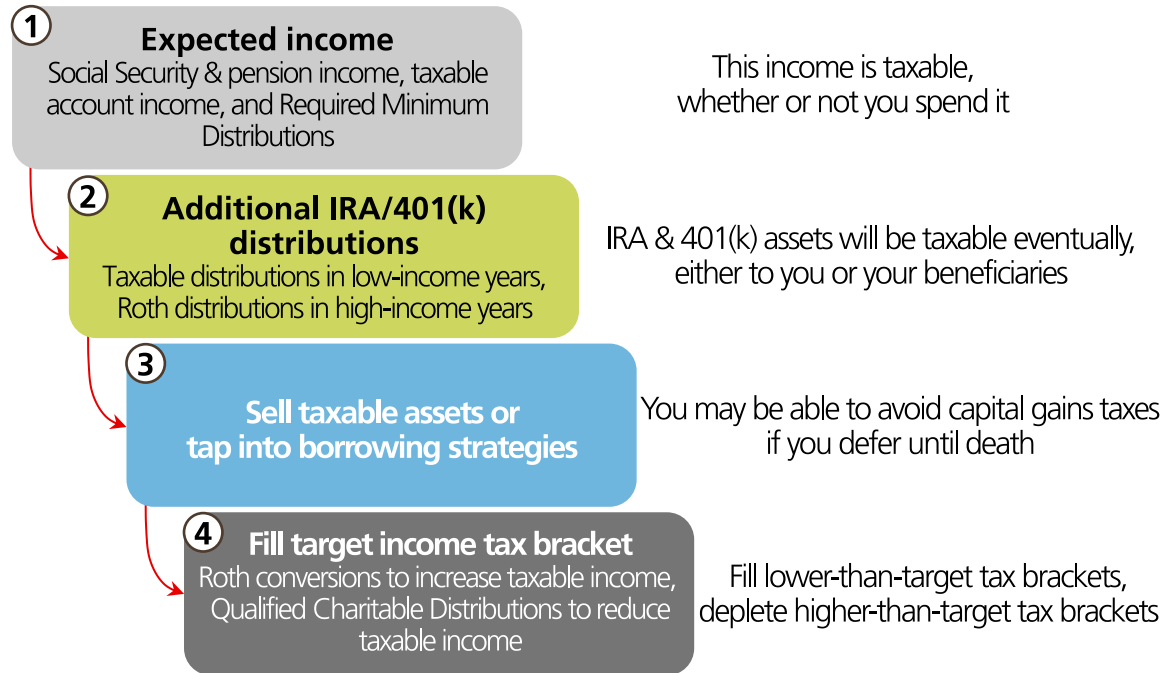 1
Expected income
Social Security & pension income, taxable
account income, and Required Minimum
Distributions
This income is taxable,
whether or not you spend it
2
Additional IRA/401(k)
distributions
Taxable distributions in low-income years,
Roth distributions in high-income years
IRA & 401(k) assets will be taxable eventually,
either to you or your beneficiaries
3
Sell taxable assets or
tap into borrowing strategies
You may be able to avoid capital gains taxes
if you defer until death
4
Fill target income tax bracket
Roth conversions to increase taxable income,
Qualified Charitable Distributions to reduce
taxable income
Fill lower-than-target tax brackets,
deplete higher-than-target tax brackets